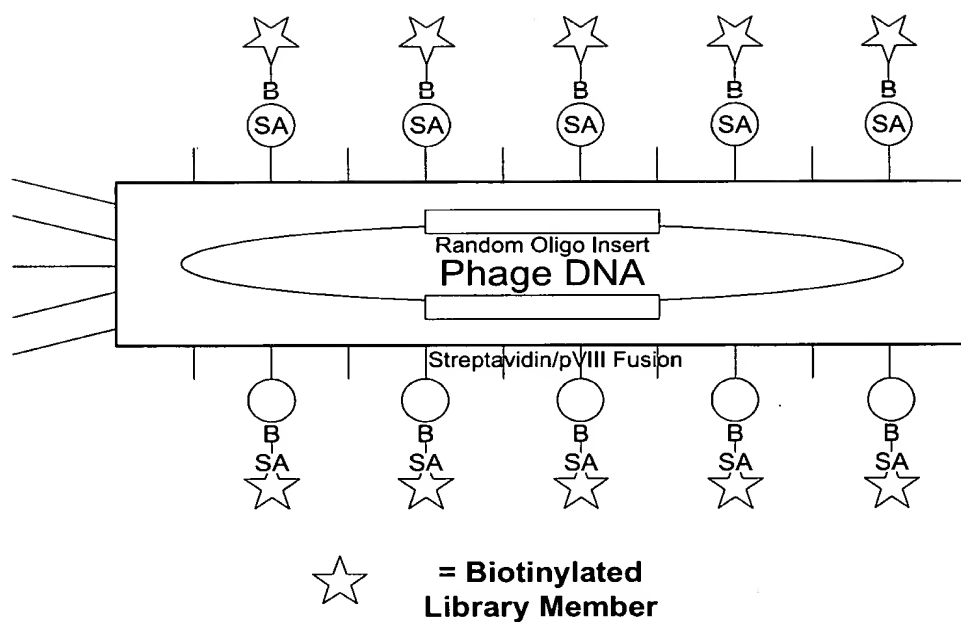 B B B B B
SA SA SA SA SA
Random Oligo Insert
Phage DNA
Streptavidin/pVIII Fusion
B B B B B
SA SA SA SA SA
= Biotinylated
Library Member